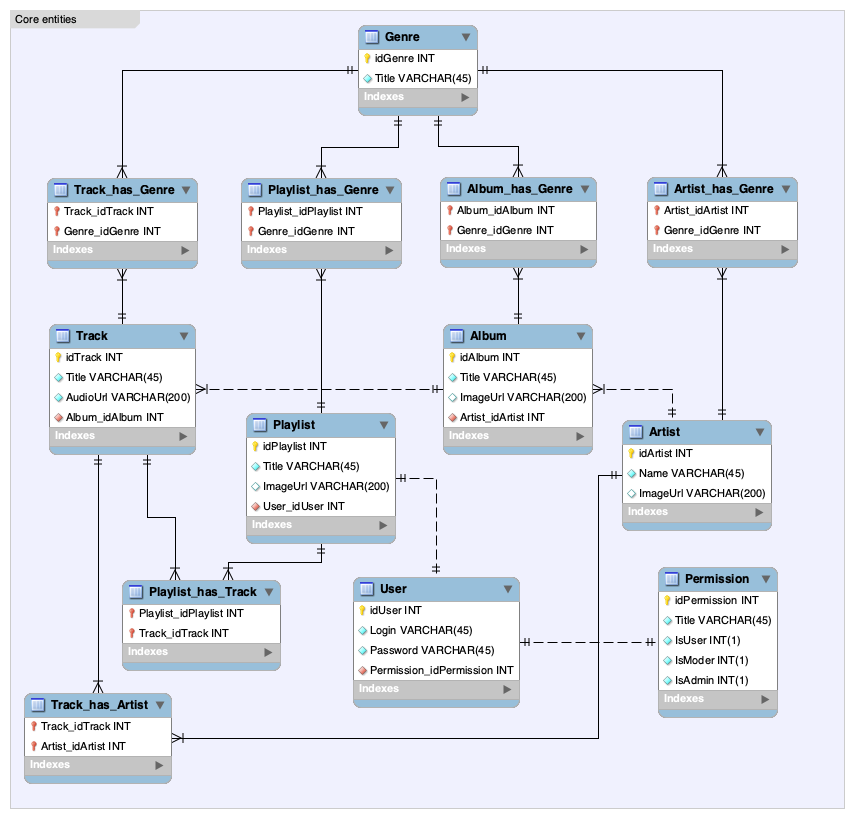 Core entities
Genre
idGenre INT
Title VARCHAR(45)
Indexes
Track_has_Genre
Track_idTrack INT
Genre_idGenre INT
Indexes
Playlist_has_Genre
Playlist_idPlaylist INT
Genre_idGenre INT
Indexes
Album_has_Genre
Album_idAlbum INT
Genre_idGenre INT
Indexes
Artist_has_Genre
Artist_idArtist INT
Genre_idGenre INT
Indexes
Track
idTrack INT
Title VARCHAR(45)
AudioUrl VARCHAR(200)
Album_idAlbum INT
Indexes
Album
idAlbum INT
Title VARCHAR(45)
ImageUrl VARCHAR(200)
Artist_idArtist INT
Indexes
Playlist
idPlaylist INT
Title VARCHAR(45)
ImageUrl VARCHAR(200)
User_idUser INT
Indexes
Artist
idArtist INT
Name VARCHAR(45)
ImageUrl VARCHAR(200)
Indexes
Playlist_has_Track
Playlist_idPlaylist INT
Track_idTrack INT
Indexes
User
idUser INT
Login VARCHAR(45)
Password VARCHAR(45)
Permission_idPermission INT
Indexes
Permission
idPermission INT
Title VARCHAR(45)
IsUser INT(1)
IsModer INT(1)
IsAdmin INT(1)
Indexes
Track_has_Artist
Track_idTrack INT
Artist_idArtist INT
Indexes